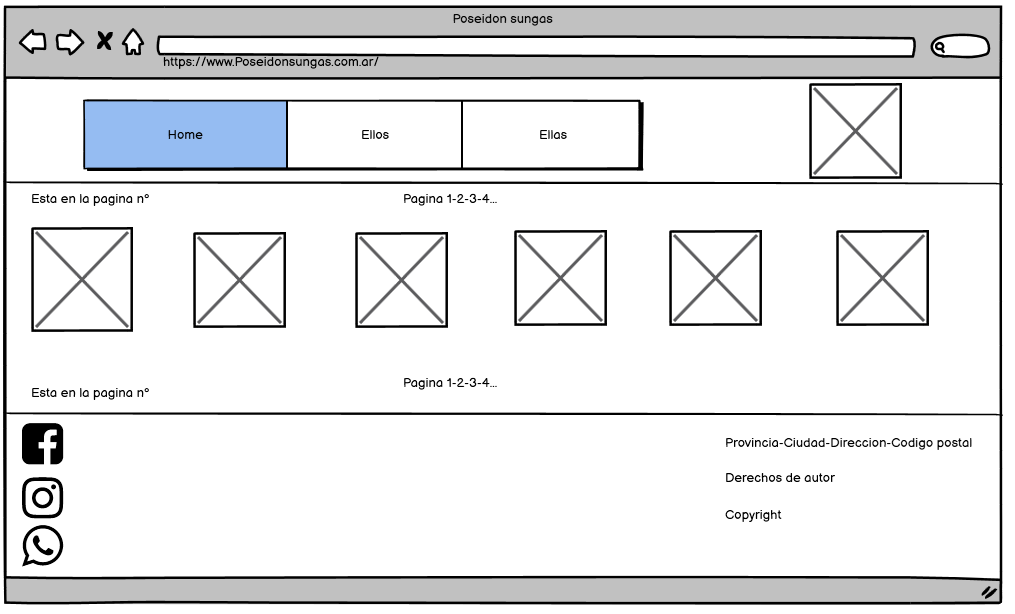 Poseidon sungas
https://www.Poseidonsungas.com.ar/
Home
Ellos
Ellas
Esta en la pagina n°
Pagina 1-2-3-4...
Esta en la pagina n°
Pagina 1-2-3-4...
Provincia-Ciudad-Direccion-Codigo postal
Derechos de autor
Copyright